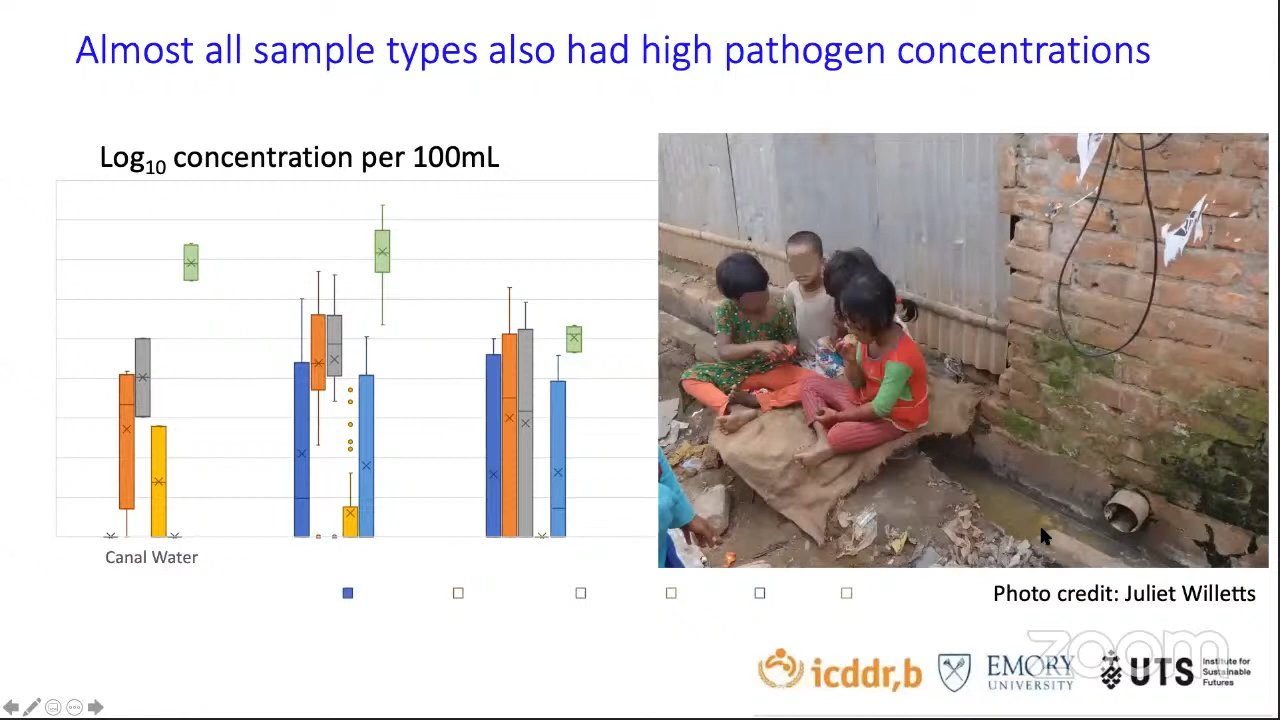 Almost all sample types also had high pathogen concentrations
Log10 concentration per 100mL
Canal Water
Photo credit: Juliet Willetts
zoom
icddr,b
EMORY
UNIVERSITY
UTS
Institute for
Sustainable
Futures